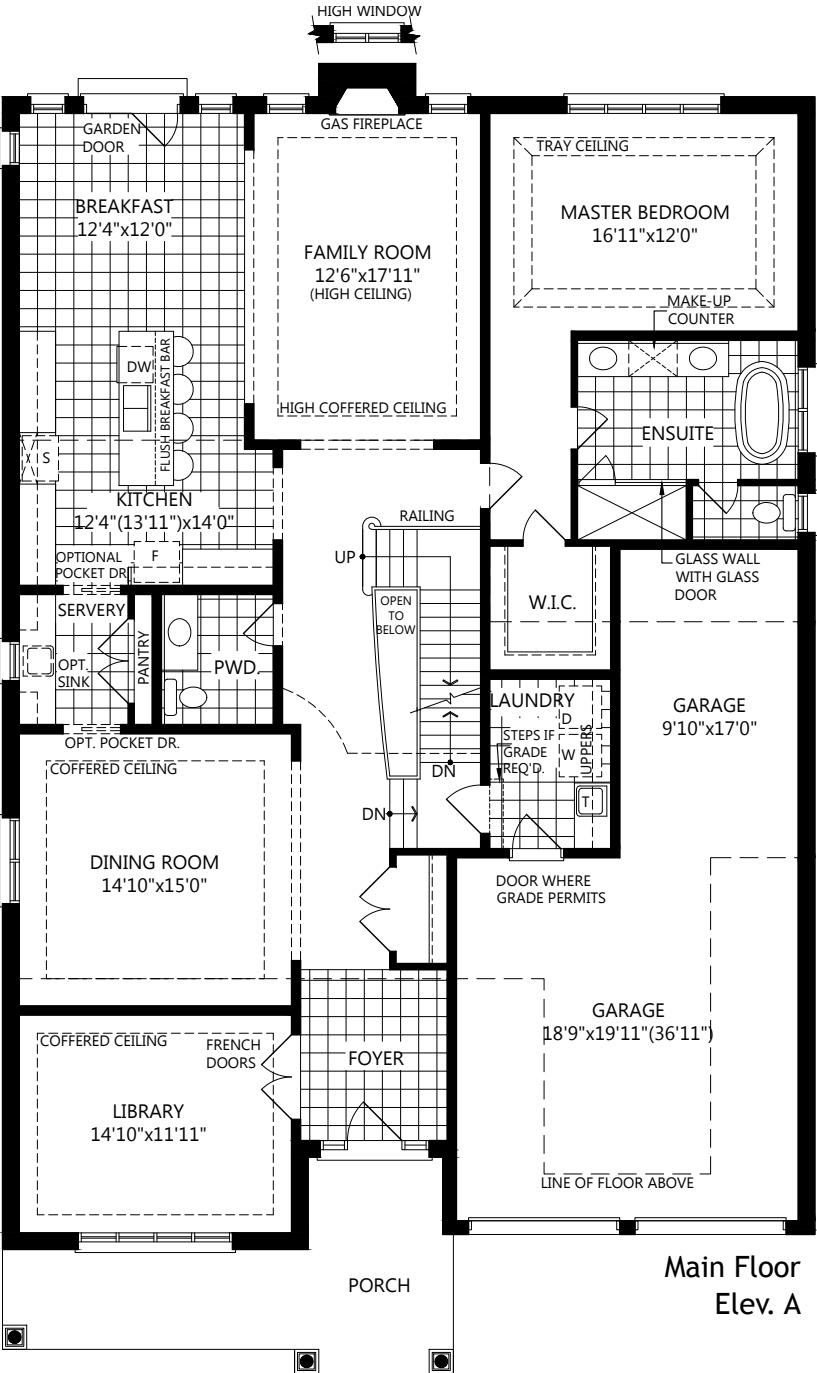 HIGH WINDOW
GAS FIREPLACE
GARDEN
DOOR
TRAY CEILING
BREAKFAST
12'4"x12'0"
MASTER BEDROOM
16'11"x12'0"
FAMILY ROOM
12'6"x17'11"
(HIGH CEILING)
MAKE-UP
COUNTER
DW
FLUSH BREAKFAST BAR
HIGH COFFERED CEILING
ENSUITE
S
KITCHEN
12'4"(13'11")x14'0"
RAILING
OPTIONAL
POCKET DR.
F
UP
GLASS WALL
WITH GLASS
DOOR
OPEN
TO
BELOW
W.I.C.
SERVERY
OPT.
SINK
PANTRY
PWD.
LAUNDRY
D
W
UPPERS
STEPS IF
GRADE
REQ'D.
T
GARAGE
9'10"x17'0"
OPT. POCKET DR.
COFFERED CEILING
DN
DN
DINING ROOM
14'10"x15'0"
DOOR WHERE
GRADE PERMITS
GARAGE
18'9"x19'11"(36'11")
COFFERED CEILING
FRENCH
DOORS
FOYER
LIBRARY
14'10"x11'11"
LINE OF FLOOR ABOVE
PORCH
Main Floor
Elev. A